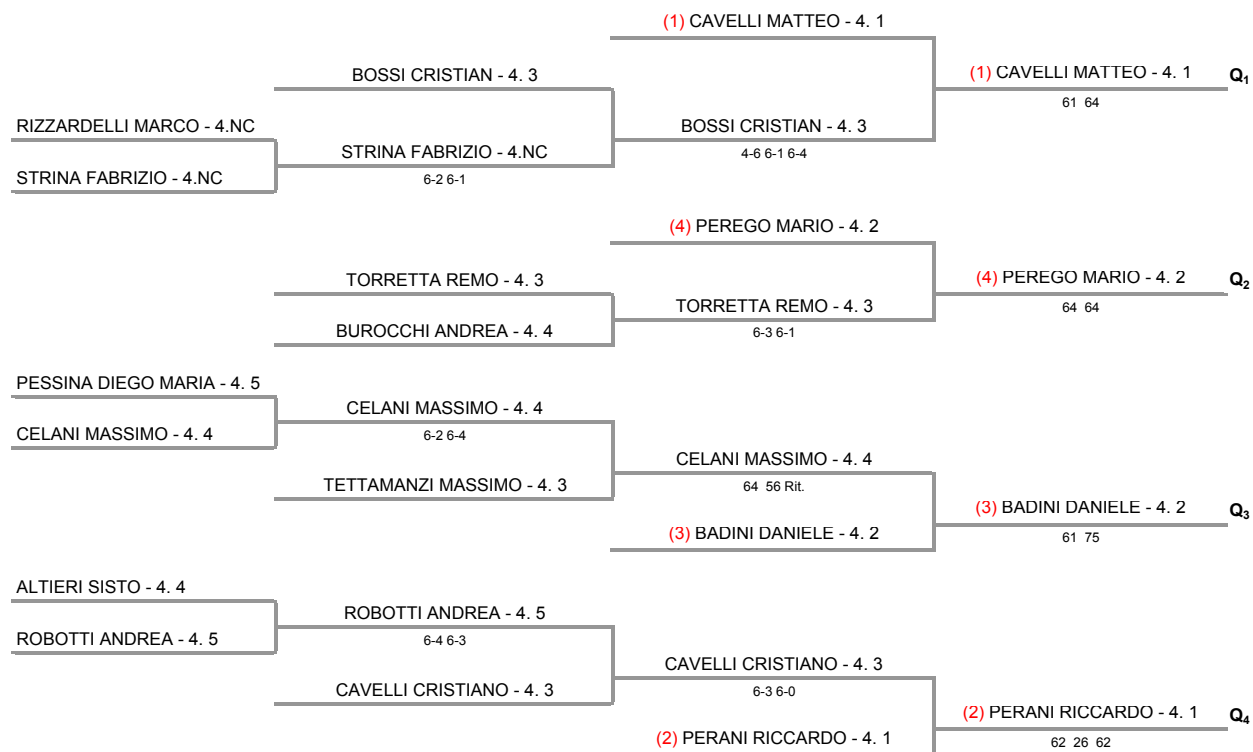 (1) CAVELLI MATTEO - 4. 1
BOSSI CRISTIAN - 4. 3
(1) CAVELLI MATTEO - 4. 1
Q1
61 64
RIZZARDELLI MARCO - 4.NC
BOSSI CRISTIAN - 4. 3
STRINA FABRIZIO - 4.NC
4-6 6-1 6-4
STRINA FABRIZIO - 4.NC
6-2 6-1
(4) PEREGO MARIO - 4. 2
TORRETTA REMO - 4. 3
(4) PEREGO MARIO - 4. 2
Q2
TORRETTA REMO - 4. 3
64 64
BUROCCHI ANDREA - 4. 4
6-3 6-1
PESSINA DIEGO MARIA - 4. 5
CELANI MASSIMO - 4. 4
CELANI MASSIMO - 4. 4
6-2 6-4
CELANI MASSIMO - 4. 4
TETTAMANZI MASSIMO - 4. 3
64 56 Rit.
(3) BADINI DANIELE - 4. 2
Q3
(3) BADINI DANIELE - 4. 2
61 75
ALTIERI SISTO - 4. 4
ROBOTTI ANDREA - 4. 5
ROBOTTI ANDREA - 4. 5
6-4 6-3
CAVELLI CRISTIANO - 4. 3
CAVELLI CRISTIANO - 4. 3
6-3 6-0
(2) PERANI RICCARDO - 4. 1
Q4
(2) PERANI RICCARDO - 4. 1
62 26 62